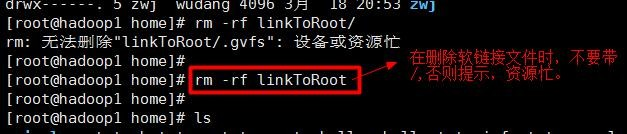 drwx------. 5 zwj  wudang 4096 3月  18 20:53 zwj
[root@hadoop1 home]# rm -rf linkToRoot/
rm: 无法删除"linkToRoot/.gvfs": 设备或资源忙
[root@hadoop1 home]#
[root@hadoop1 home]# rm -rf linkToRoot
[root@hadoop1 home]#
[root@hadoop1 home]# ls
在删除软链接文件时，不要带
/,否则提示，资源忙。